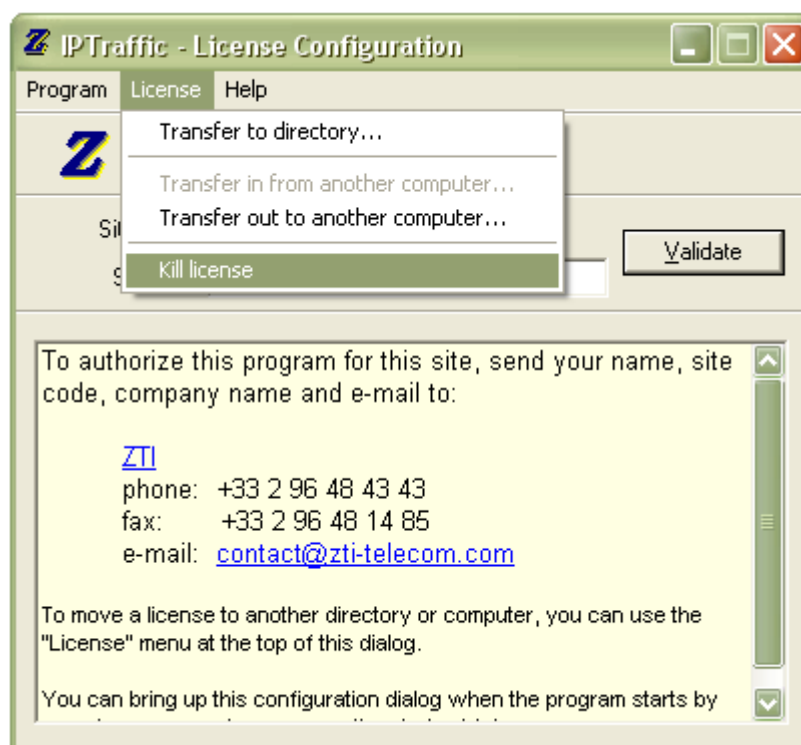 IPTraffic - License Configuration
Program License Help
Z
Transfer to directory...
Transfer in from another computer...
Transfer out to another computer...
Kill license
Validate
To authorize this program for this site, send your name, site
code, company name and e-mail to:
ZTI
phone: +33 2 96 48 43 43
fax: +33 2 96 48 14 85
e-mail: contact@zti-telecom.com
To move a license to another directory or computer, you can use the
"License" menu at the top of this dialog.
You can bring up this configuration dialog when the program starts by